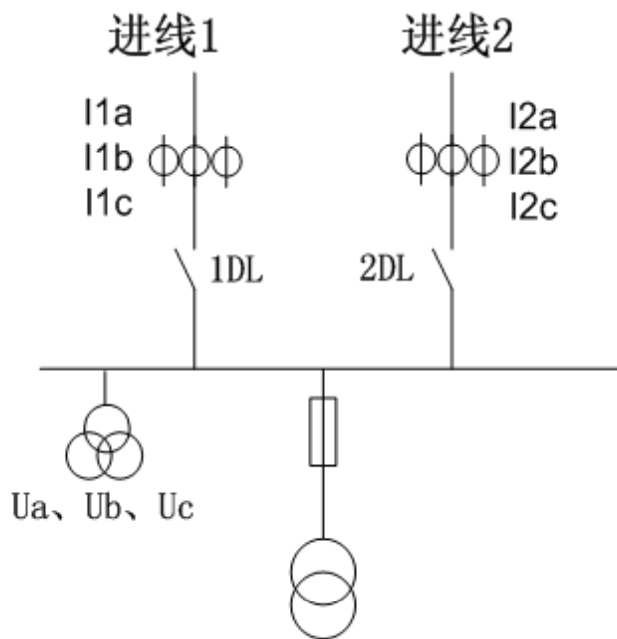 进线1
进线2
I1a
I1b
I1c
I2a
I2b
I2c
1DL
2DL
Ua、Ub、Uc